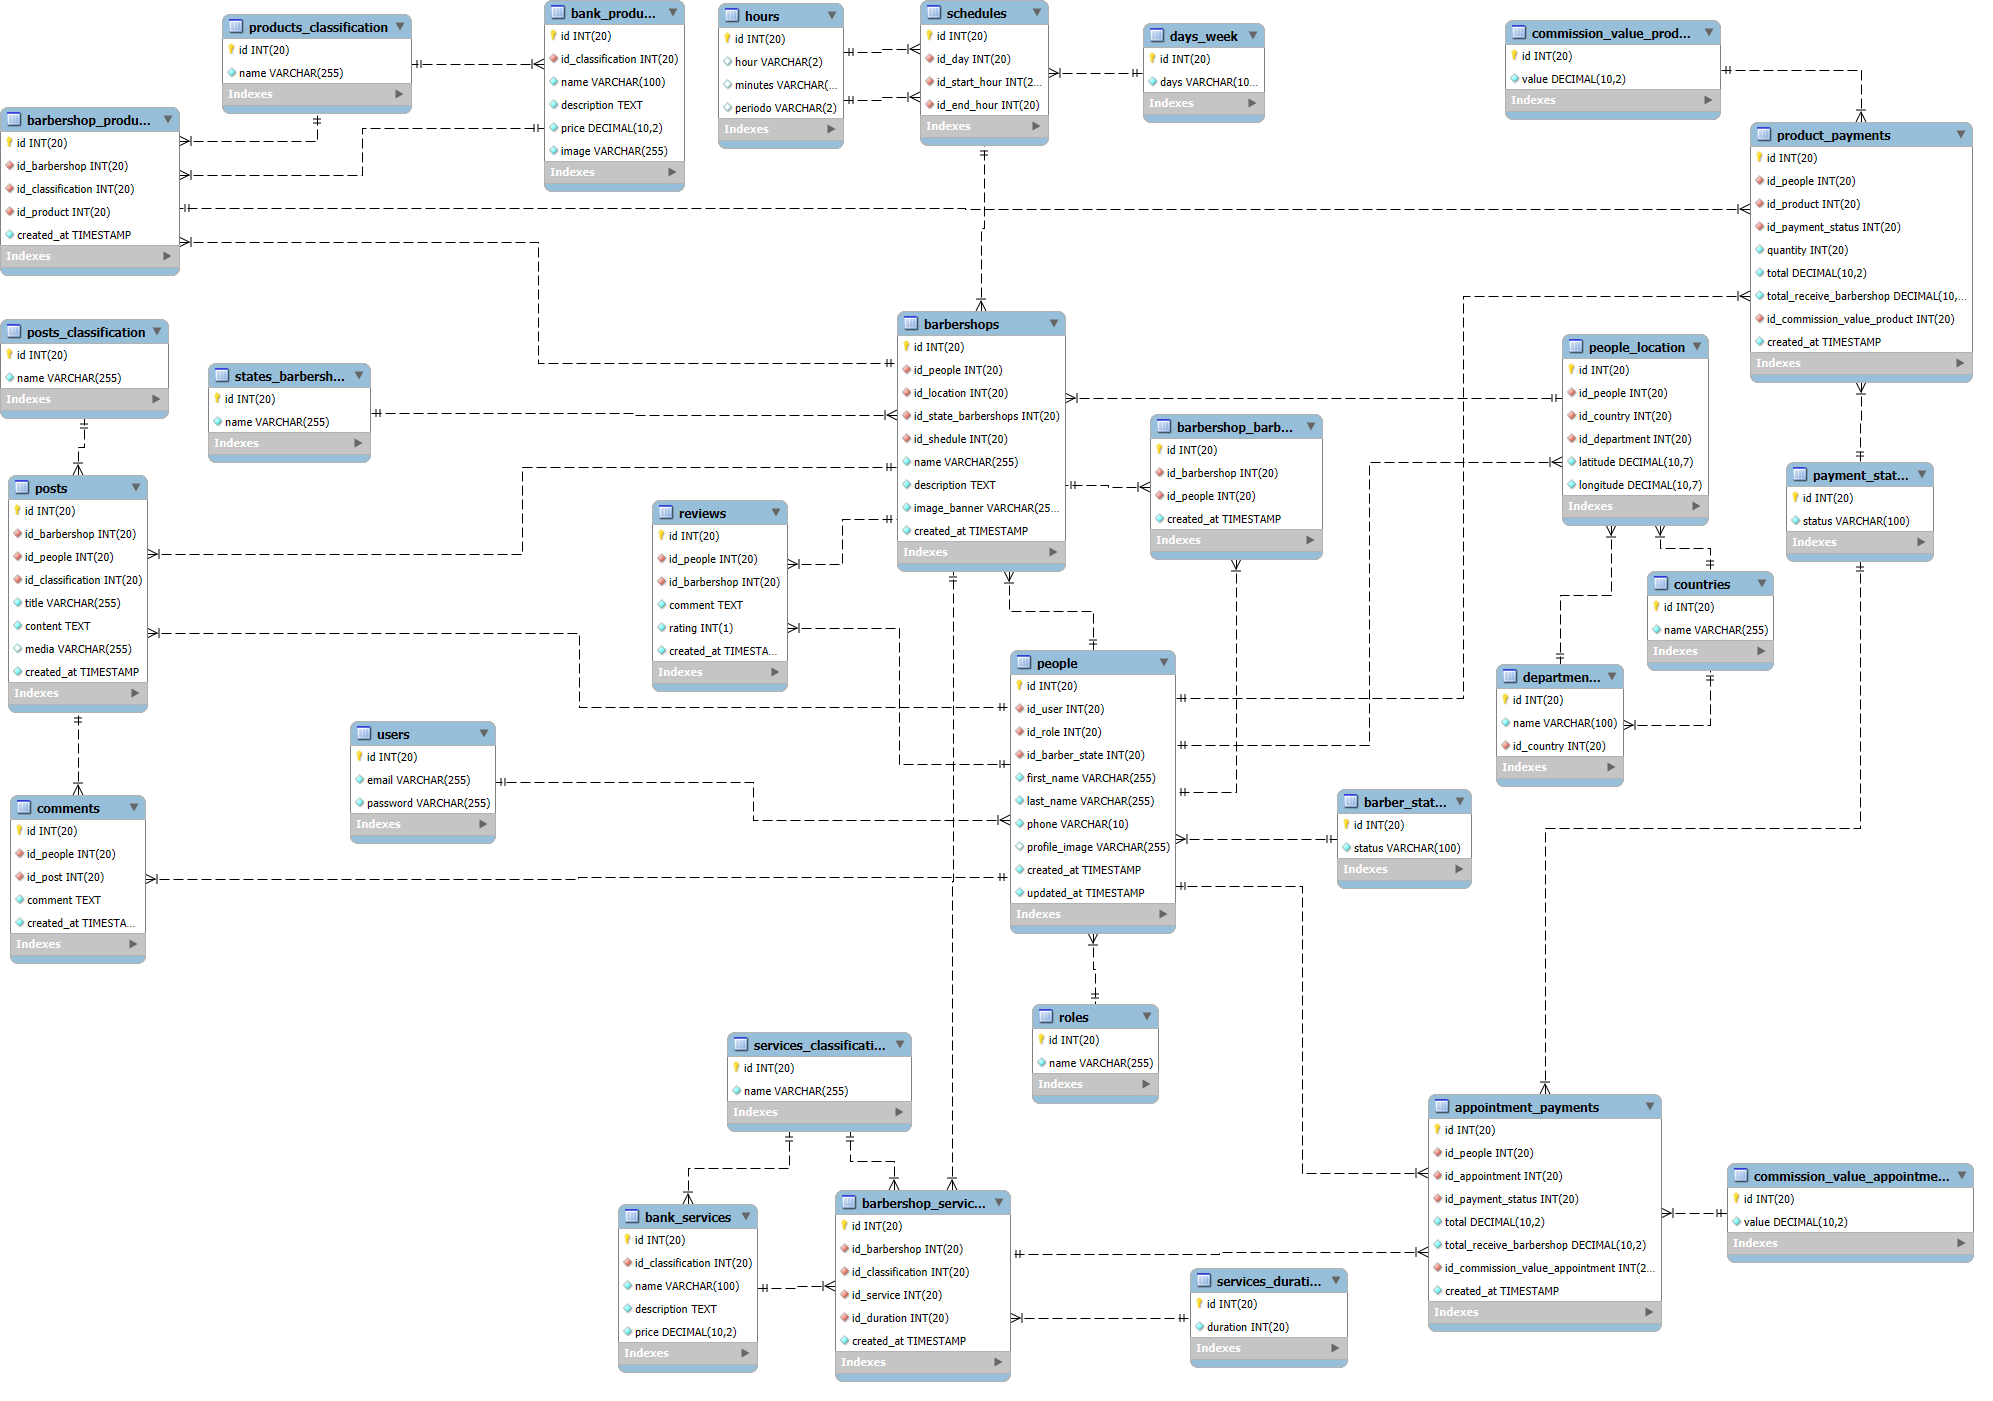 products_classification
id INT(20)
name VARCHAR(255)
Indexes
bank_produ...
id INT(20)
id_classification INT(20)
name VARCHAR(100)
description TEXT
price DECIMAL(10,2)
image VARCHAR(255)
Indexes
hours
id INT(20)
hour VARCHAR(2)
minutes VARCHAR(...
periodo VARCHAR(2)
Indexes
schedules
id INT(20)
id_day INT(20)
id_start_hour INT(2...
id_end_hour INT(20)
Indexes
days_week
id INT(20)
days VARCHAR(10...
Indexes
commission_value_prod...
id INT(20)
value DECIMAL(10,2)
Indexes
barbershop_produ...
id INT(20)
id_barbershop INT(20)
id_classification INT(20)
id_product INT(20)
created_at TIMESTAMP
Indexes
product_payments
id INT(20)
id_people INT(20)
id_product INT(20)
id_payment_status INT(20)
quantity INT(20)
total DECIMAL(10,2)
total_receive_barbershop DECIMAL(10,...
id_commission_value_product INT(20)
created_at TIMESTAMP
Indexes
posts_classification
id INT(20)
name VARCHAR(255)
Indexes
states_barbersh...
id INT(20)
name VARCHAR(255)
Indexes
barbershops
id INT(20)
id_people INT(20)
id_location INT(20)
id_state_barbershops INT(20)
id_shedule INT(20)
name VARCHAR(255)
description TEXT
image_banner VARCHAR(25...
created_at TIMESTAMP
Indexes
people_location
id INT(20)
id_people INT(20)
id_country INT(20)
id_department INT(20)
latitude DECIMAL(10,7)
longitude DECIMAL(10,7)
Indexes
barbershop_barb...
id INT(20)
id_barbershop INT(20)
id_people INT(20)
created_at TIMESTAMP
Indexes
payment_stat...
id INT(20)
status VARCHAR(100)
Indexes
posts
id INT(20)
id_barbershop INT(20)
id_people INT(20)
id_classification INT(20)
title VARCHAR(255)
content TEXT
media VARCHAR(255)
created_at TIMESTAMP
Indexes
reviews
id INT(20)
id_people INT(20)
id_barbershop INT(20)
comment TEXT
rating INT(1)
created_at TIMESTA...
Indexes
countries
id INT(20)
name VARCHAR(255)
Indexes
people
id INT(20)
id_user INT(20)
id_role INT(20)
id_barber_state INT(20)
first_name VARCHAR(255)
last_name VARCHAR(255)
phone VARCHAR(10)
profile_image VARCHAR(255)
created_at TIMESTAMP
updated_at TIMESTAMP
Indexes
departmen...
id INT(20)
name VARCHAR(100)
id_country INT(20)
Indexes
users
id INT(20)
email VARCHAR(255)
password VARCHAR(255)
Indexes
comments
id INT(20)
id_people INT(20)
id_post INT(20)
comment TEXT
created_at TIMESTA...
Indexes
barber_stat...
id INT(20)
status VARCHAR(100)
Indexes
roles
id INT(20)
name VARCHAR(255)
Indexes
services_classificati...
id INT(20)
name VARCHAR(255)
Indexes
appointment_payments
id INT(20)
id_people INT(20)
id_appointment INT(20)
id_payment_status INT(20)
total DECIMAL(10,2)
total_receive_barbershop DECIMAL(10,2)
id_commission_value_appointment INT(2...
created_at TIMESTAMP
Indexes
commission_value_appointme...
id INT(20)
value DECIMAL(10,2)
Indexes
bank_services
id INT(20)
id_classification INT(20)
name VARCHAR(100)
description TEXT
price DECIMAL(10,2)
Indexes
barbershop_servic...
id INT(20)
id_barbershop INT(20)
id_classification INT(20)
id_service INT(20)
id_duration INT(20)
created_at TIMESTAMP
Indexes
services_durati...
id INT(20)
duration INT(20)
Indexes